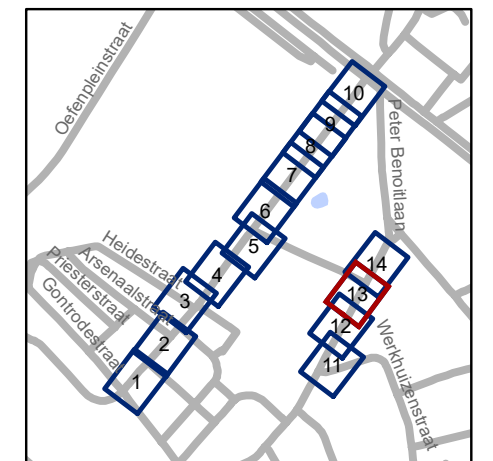 Oefenpleinstraat
10
Peter Benoitlaan
9
8
7
6
5
Heidestraat
Arsenaalstraat
Priesterstraat
Gontrodestraat
4
3
2
1
14
13
12
11
Werkhuizenstraat